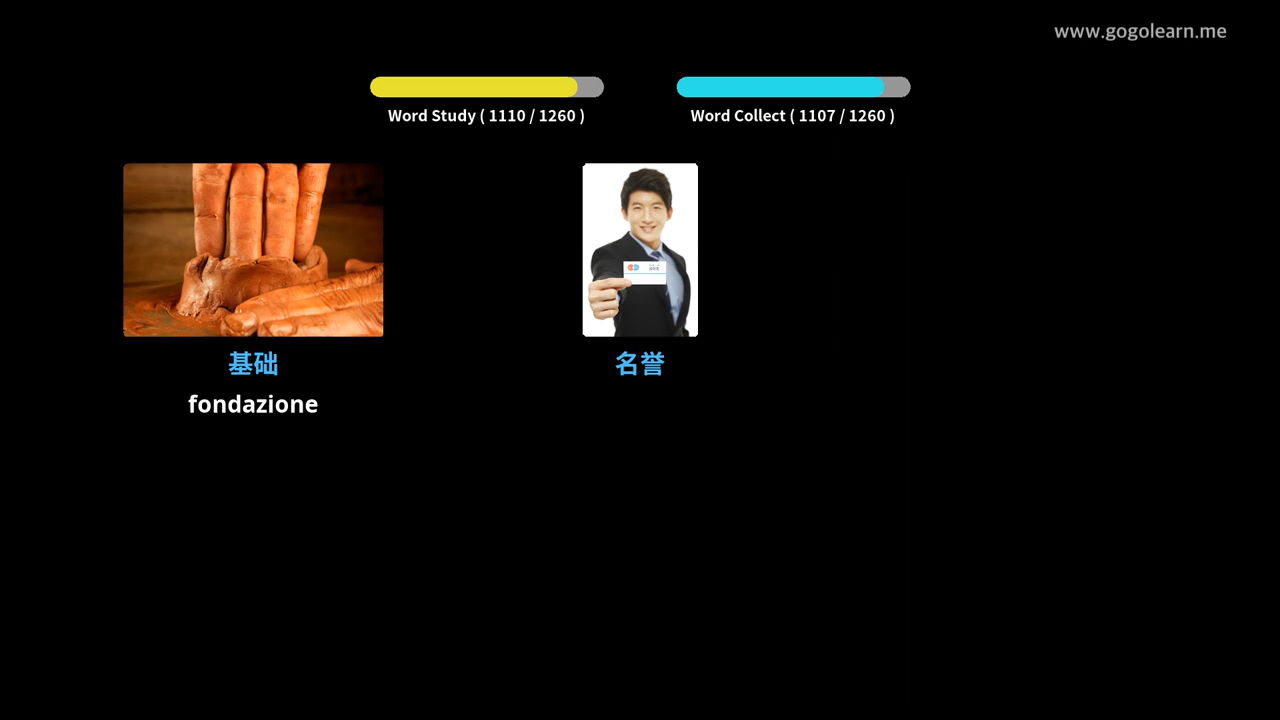 www.gogolearn.me
Word Study ( 1110 / 1260 )
Word Collect ( 1107 / 1260 )
基础
名誉
fondazione